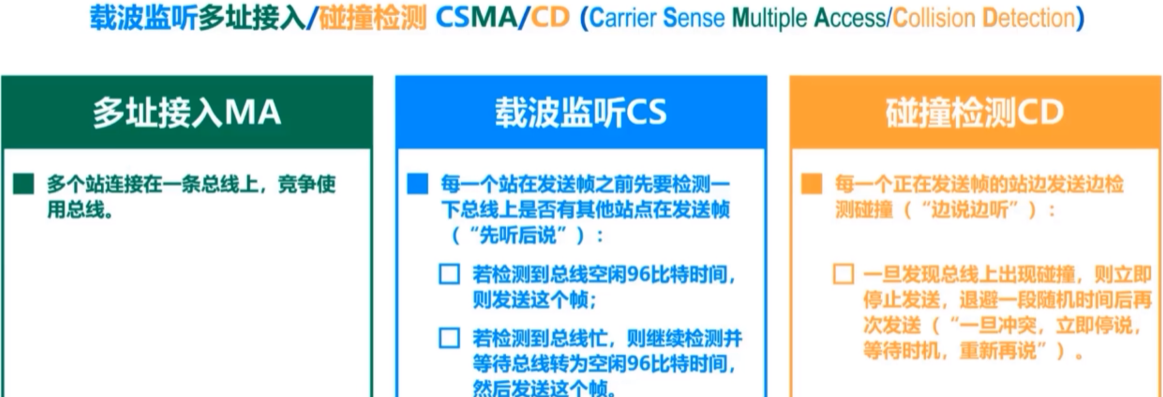 载波监听多址接入/碰撞检测 CSMA/CD (Carrier Sense Multiple Access/Collision Detection)
多址接入MA
多个站连接在一条总线上，竞争使
用总线。
载波监听CS
每一个站在发送帧之前先要检测一
下总线上是否有其他站点在发送帧
（“先听后说”）：
若检测到总线空闲96比特时间，
则发送这个帧；
若检测到总线忙，则继续检测并
等待总线转为空闲96比特时间，
然后发送这个帧。
碰撞检测CD
每一个正在发送帧的站边发送边检
测碰撞（“边说边听”）：
一旦发现总线上出现碰撞，则立即
停止发送，退避一段随机时间后再
次发送（“一旦冲突，立即停说，
等待时机，重新再说”）。